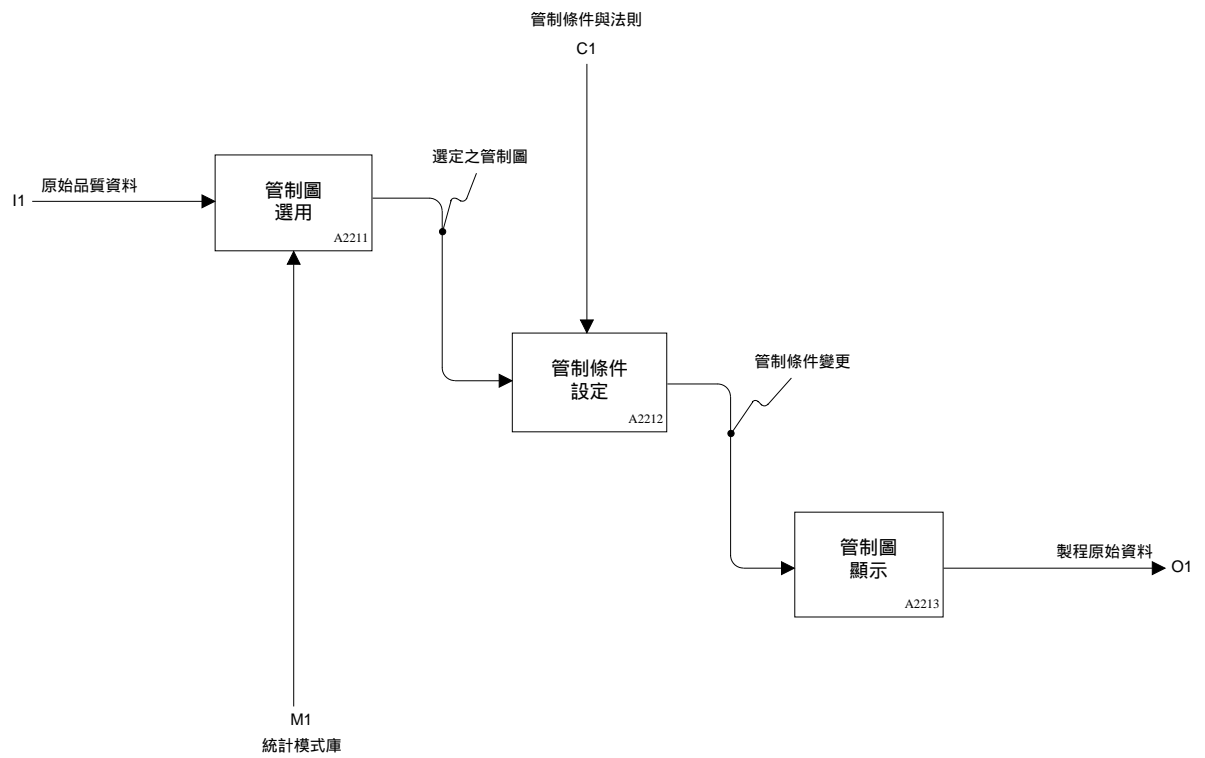 管制條件與法則
C1
選定之管制圖
I1
原始品質資料
管制圖
選用
A2211
管制條件
設定
A2212
管制條件變更
管制圖
顯示
A2213
製程原始資料
O1
M1
統計模式庫